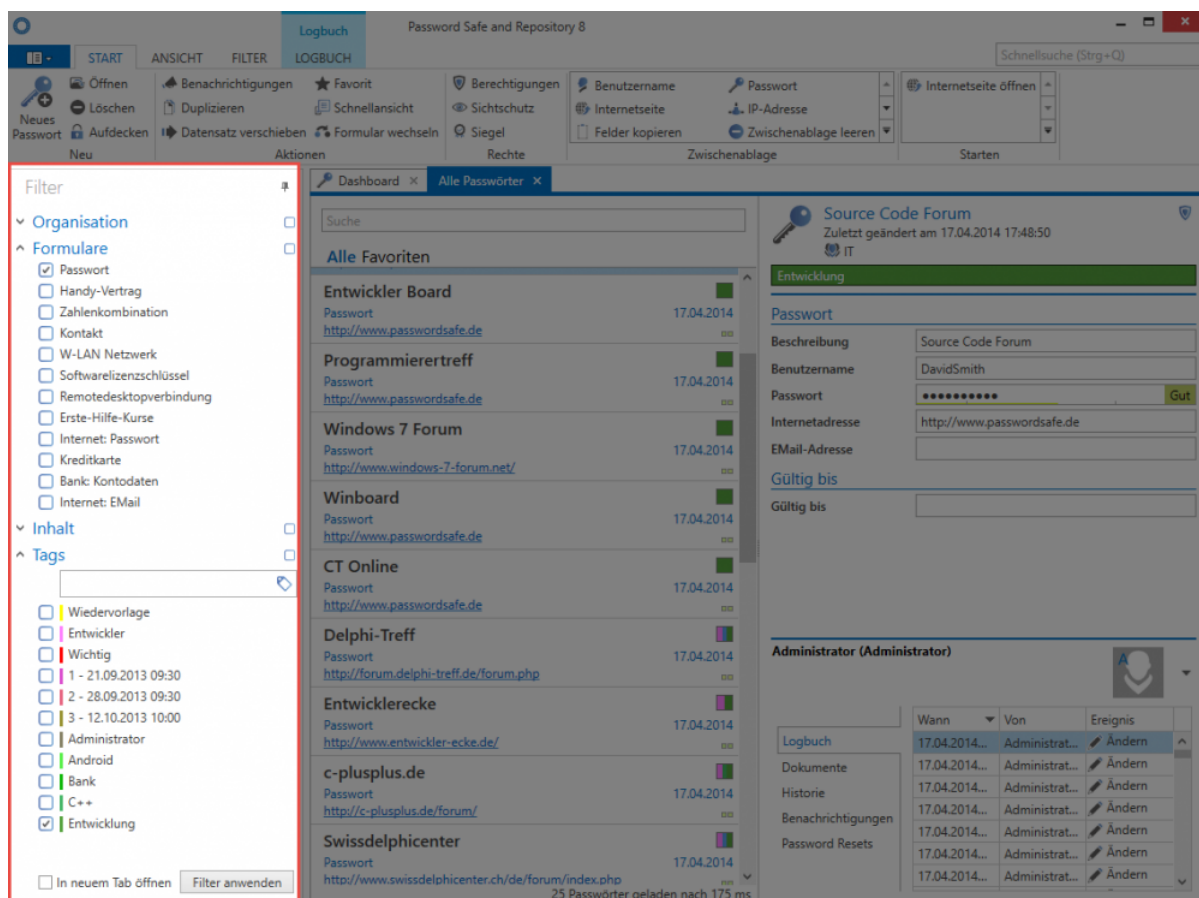 Logbuch
Password Safe and Repository 8
START ANSICHT FILTER LOGBUCH
Schnellsuche (Strg+Q)
Neues Passwort
Öffnen
Löschen
Aufdecken
Neu
Benachrichtigungen
Duplizieren
Datensatz verschieben
Favorit
Schnellansicht
Formular wechseln
Aktionen
Berechtigungen
Sichtschutz
Siegel
Rechte
Benutzername
Internetseite
Felder kopieren
Passwort
IP-Adresse
Zwischenablage leeren
Zwischenablage
Internetseite öffnen
Starten
Filter
Organisation
Formulare
Passwort
Handy-Vertrag
Zahlenkombination
Kontakt
W-LAN Netzwerk
Softwarelizenzschlüssel
Remotedesktopverbindung
Erste-Hilfe-Kurse
Internet: Passwort
Kreditkarte
Bank: Kontodaten
Internet: EMail
Inhalt
Tags
Wiedervorlage
Entwickler
Wichtig
1 - 21.09.2013 09:30
2 - 28.09.2013 09:30
3 - 12.10.2013 10:00
Administrator
Android
Bank
C++
Entwicklung
In neuem Tab öffnen Filter anwenden
Dashboard
Alle Passwörter
Suche
Alle Favoriten
Entwickler Board
Passwort 17.04.2014
http://www.passwordsafe.de
Programmierertreff
Passwort 17.04.2014
http://www.passwordsafe.de
Windows 7 Forum
Passwort 17.04.2014
http://www.windows-7-forum.net/
Winboard
Passwort 17.04.2014
http://www.passwordsafe.de
CT Online
Passwort 17.04.2014
http://www.passwordsafe.de
Delphi-Treff
Passwort 17.04.2014
http://forum.delphi-treff.de/forum.php
Entwicklerecke
Passwort 17.04.2014
http://www.entwickler-ecke.de/
c-plusplus.de
Passwort 17.04.2014
http://c-plusplus.de/forum/
Swissdelphicenter
Passwort 17.04.2014
http://www.swissdelphicenter.ch/de/forum/index.php
25 Passwörter geladen nach 175 ms
Source Code Forum
Zuletzt geändert am 17.04.2014 17:48:50
IT
Entwicklung
Passwort
Beschreibung Source Code Forum
Benutzername DavidSmith
Passwort •••••••••• Gut
Internetadresse http://www.passwordsafe.de
EMail-Adresse
Gültig bis
Gültig bis
Administrator (Administrator)
A
Logbuch
Dokumente
Historie
Benachrichtigungen
Password Resets
Wann Von Ereignis
17.04.2014... Administrat... Ändern
17.04.2014... Administrat... Ändern
17.04.2014... Administrat... Ändern
17.04.2014... Administrat... Ändern
17.04.2014... Administrat... Ändern
17.04.2014... Administrat... Ändern
17.04.2014... Administrat... Ändern